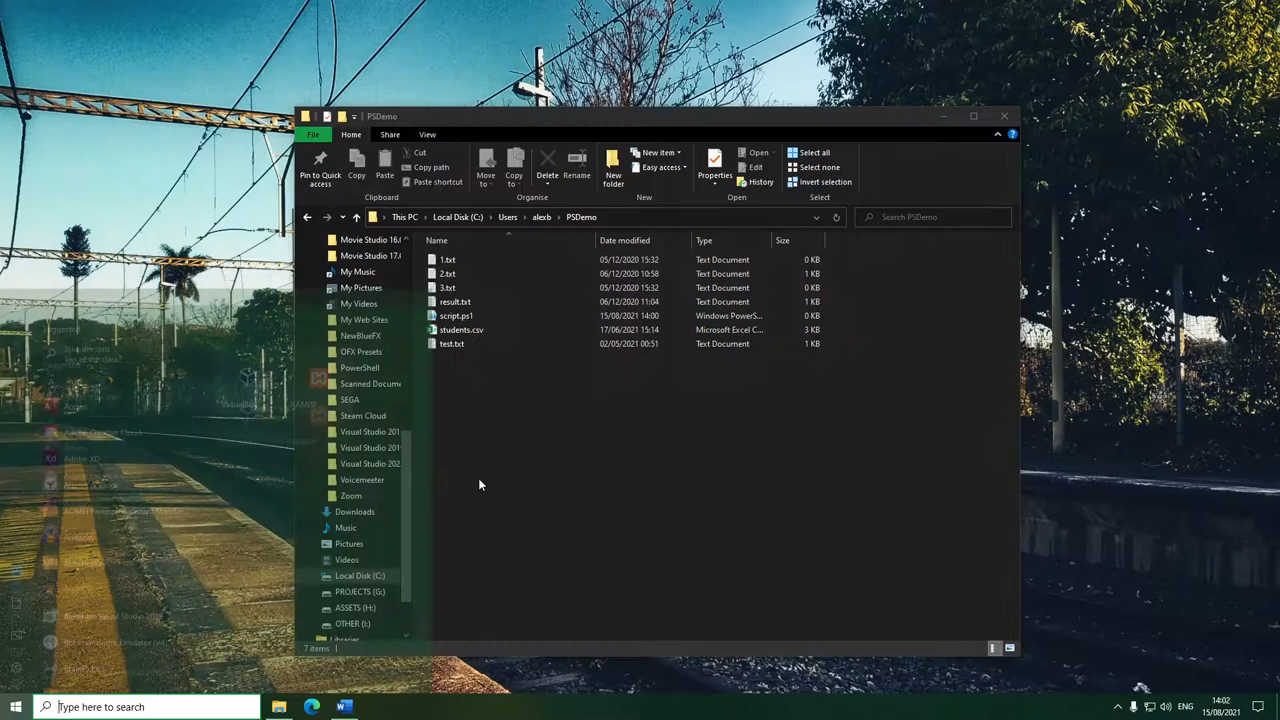 PSDemo
File Home Share View
Pin to Quick access
Copy
Paste
Cut
Copy path
Paste shortcut
Clipboard
Move to
Copy to
Delete
Rename
Organise
New folder
New item
Easy access
New
Properties
Open
Edit
History
Open
Select all
Select none
Invert selection
Select
This PC Local Disk (C:) Users alexb PSDemo
Search PSDemo
Movie Studio 16.0
Movie Studio 17.0
My Music
My Pictures
My Videos
My Web Sites
NewBlueFX
OFX Presets
PowerShell
Scanned Docume
SEGA
Steam Cloud
Visual Studio 201
Visual Studio 201
Visual Studio 202
Voicemeeter
Zoom
Downloads
Music
Pictures
Videos
Local Disk (C:)
PROJECTS (G:)
ASSETS (H:)
OTHER (I:)
Libraries
Name Date modified Type Size
1.txt 05/12/2020 15:32 Text Document 0 KB
2.txt 06/12/2020 10:58 Text Document 1 KB
3.txt 05/12/2020 15:32 Text Document 0 KB
result.txt 06/12/2020 11:04 Text Document 1 KB
script.ps1 15/08/2021 14:00 Windows PowerS... 0 KB
students.csv 17/06/2021 15:14 Microsoft Excel C... 3 KB
test.txt 02/05/2021 00:51 Text Document 1 KB
7 items
Suggested
Adobe Creative Cloud
Adobe XD
Audacity
Type here to search
ENG
14:02
15/08/2021